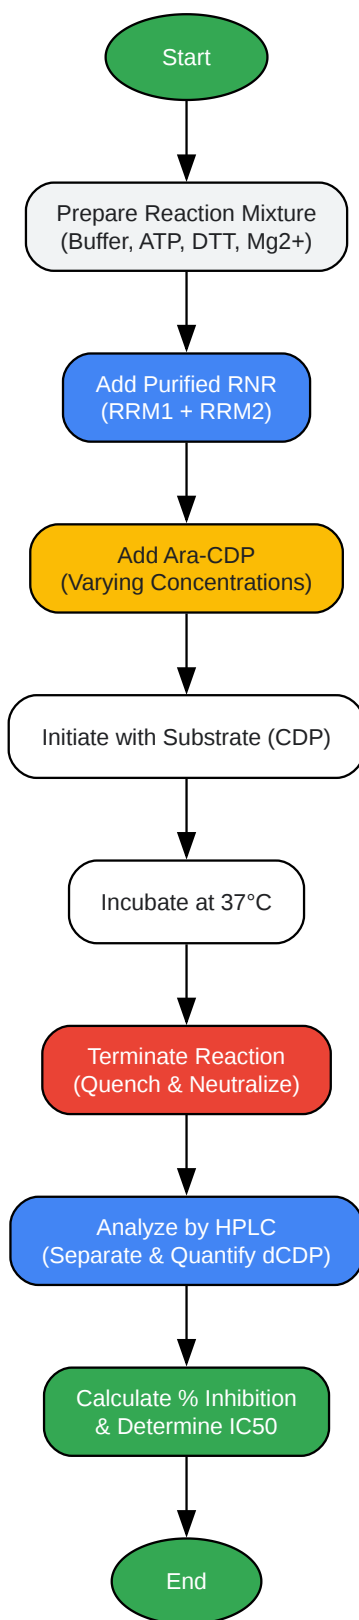 Start
Prepare Reaction Mixture
(Buffer, ATP, DTT, Mg2+)
Add Purified RNR
(RRM1 + RRM2)
Add Ara-CDP
(Varying Concentrations)
Initiate with Substrate (CDP)
Incubate at 37°C
Terminate Reaction
(Quench & Neutralize)
Analyze by HPLC
(Separate & Quantify dCDP)
Calculate % Inhibition
& Determine IC50
End